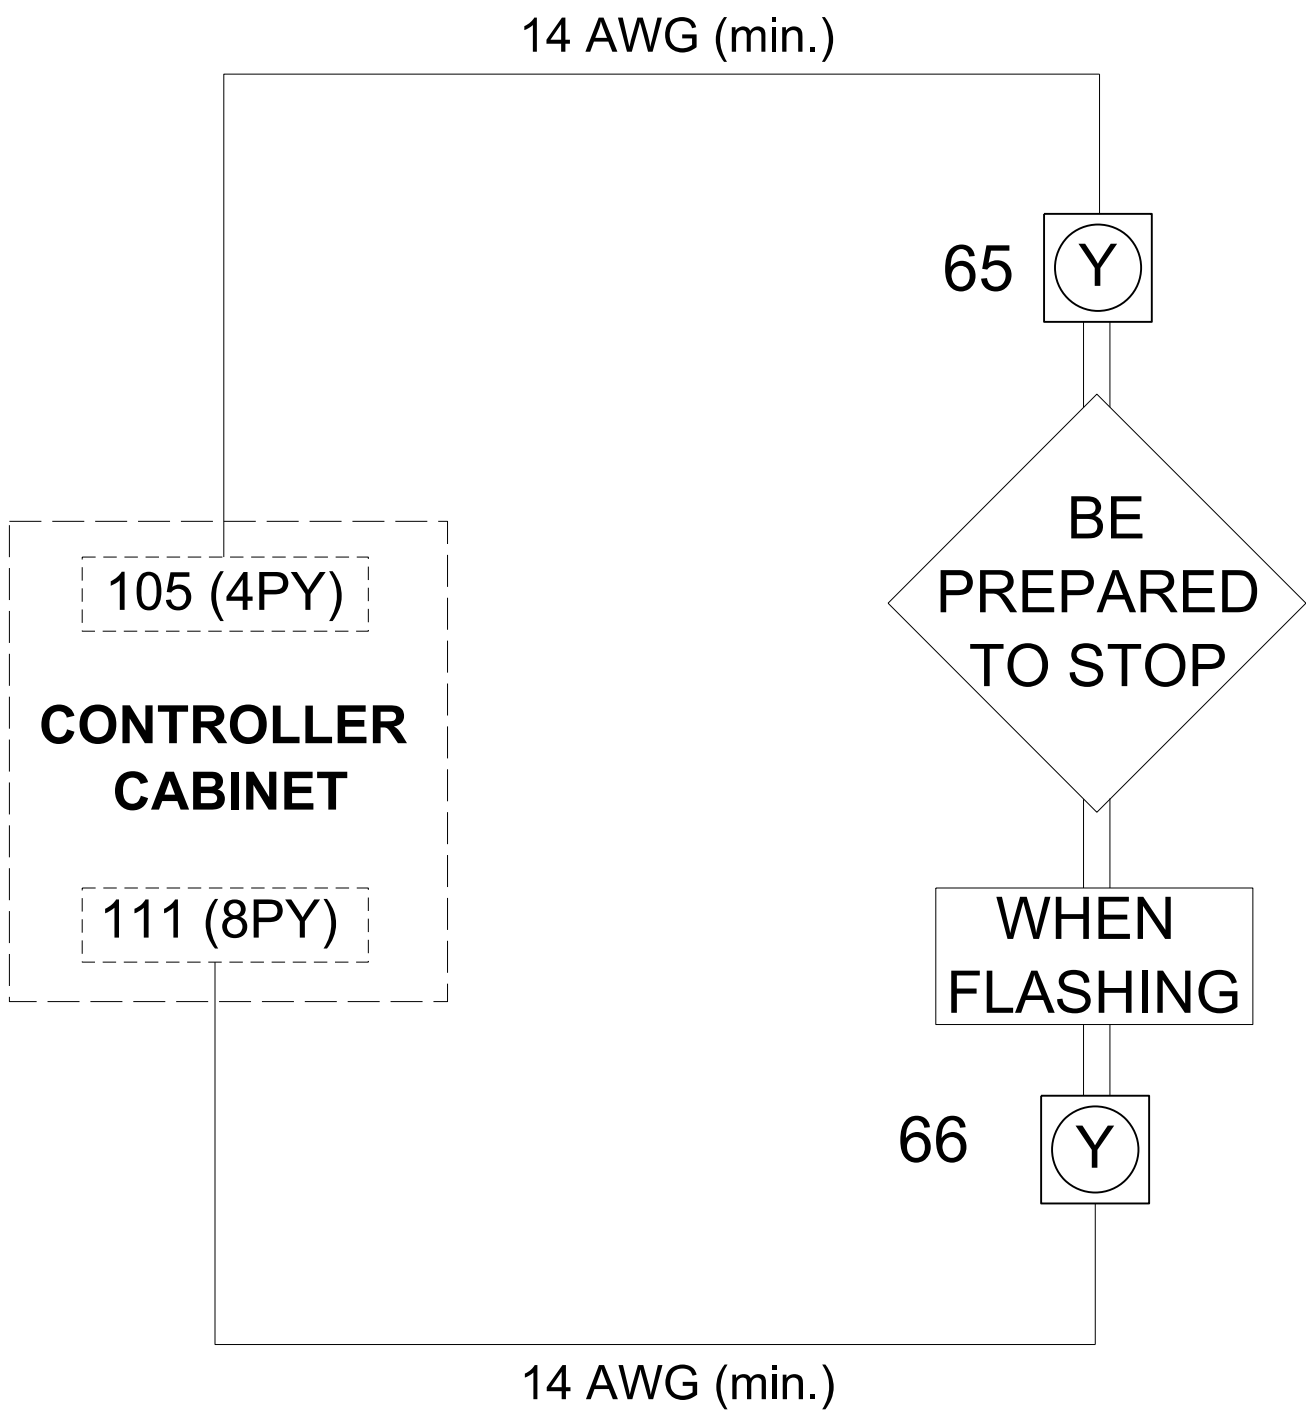 14 AWG (min.)
65
Y
BE
PREPARED
TO STOP
105 (4PY)
CONTROLLER
CABINET
111 (8PY)
WHEN
FLASHING
66
Y
14 AWG (min.)